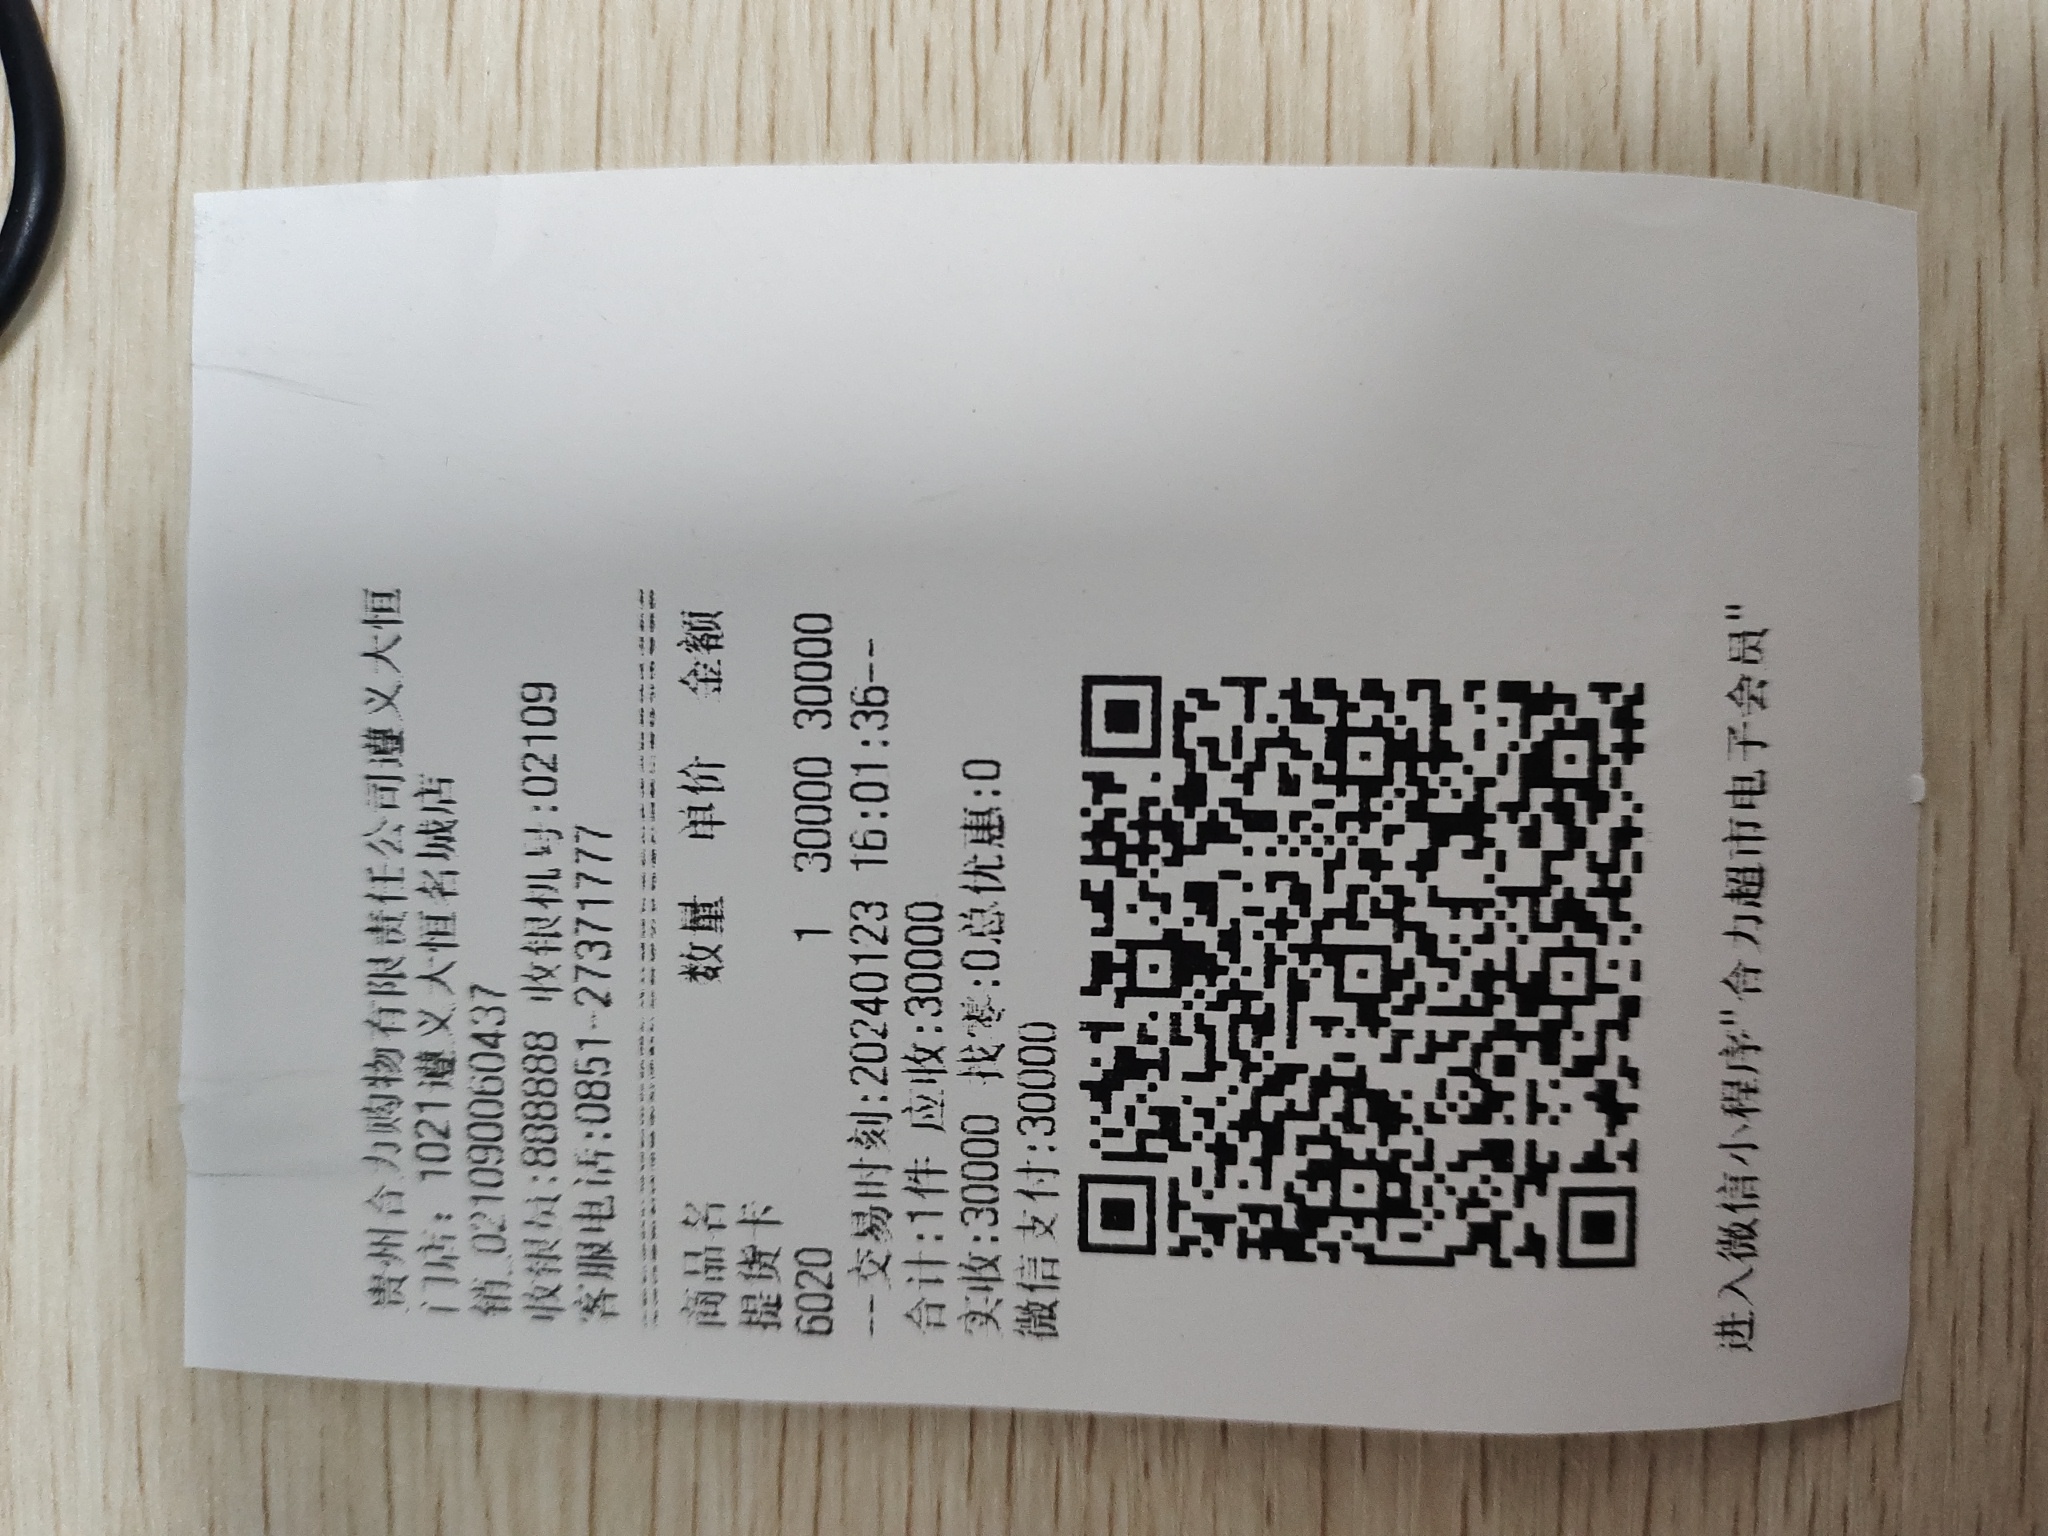 贵州合力购物有限责任公司遵义大恒
门店: 1021遵义大恒名城店
销_021090060437
收银员:888888 收银机号:02109
客服电话:0851-27371777
商品名 数量 单价 金额
提货卡
6020 1 30000 30000
--交易时刻:20240123 16:01:36--
合计:1件 应收:30000
实收:30000 找零:0总优惠:0
微信支付:30000
进入微信小程序"合力超市电子会员"